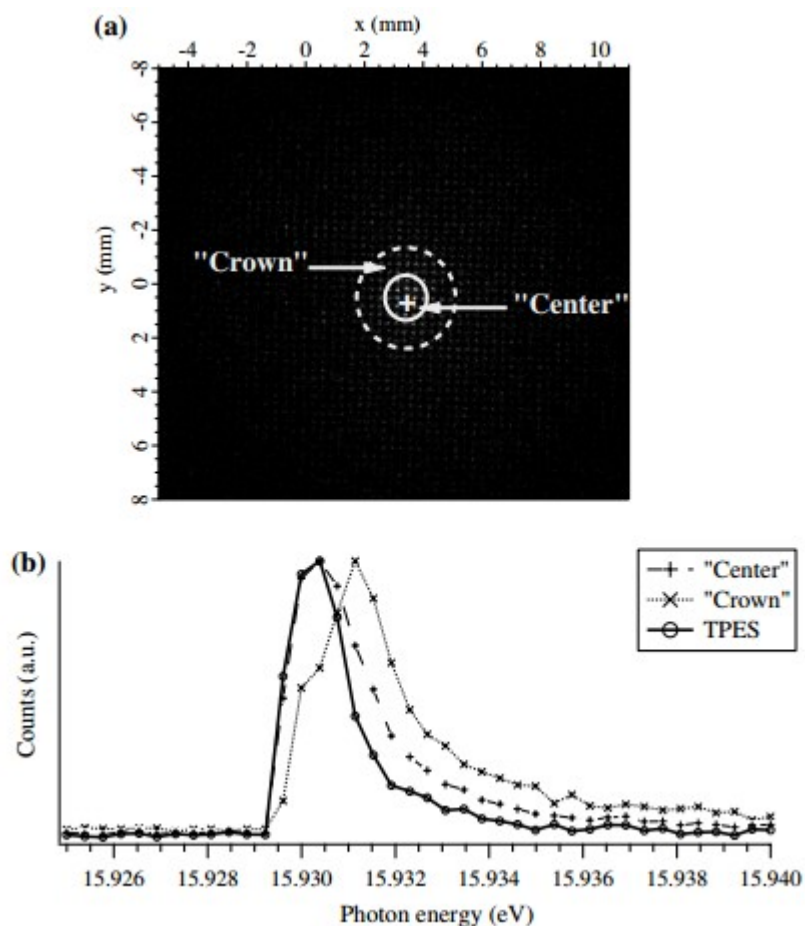 (a)
x (mm)
-4 -2 0 2 4 6 8 10
y (mm)
-8
-6
-4
-2
0
2
4
6
8
"Crown"
"Center"
(b)
"Center"
"Crown"
TPES
Counts (a.u.)
15.926 15.928 15.930 15.932 15.934 15.936 15.938 15.940
Photon energy (eV)